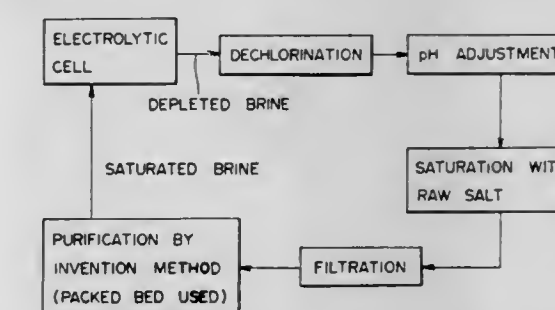 ELECTROLYTIC
CELL
DECHLORINATION
pH ADJUSTMENT
DEPLETED BRINE
SATURATED BRINE
SATURATION WIT
RAW SALT
PURIFICATION BY
INVENTION METHOD
(PACKED BED USED)
FILTRATION